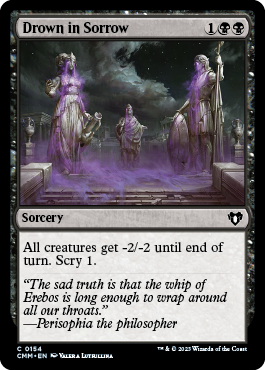 Drown in Sorrow 1
Sorcery
All creatures get -2/-2 until end of
turn. Scry 1.
“The sad truth is that the whip of
Erebos is long enough to wrap around
all our throats.”
—Perisophia the philosopher
C 0154
CMM • EN Valera Lutfullina
™ & © 2023 Wizards of the Coast